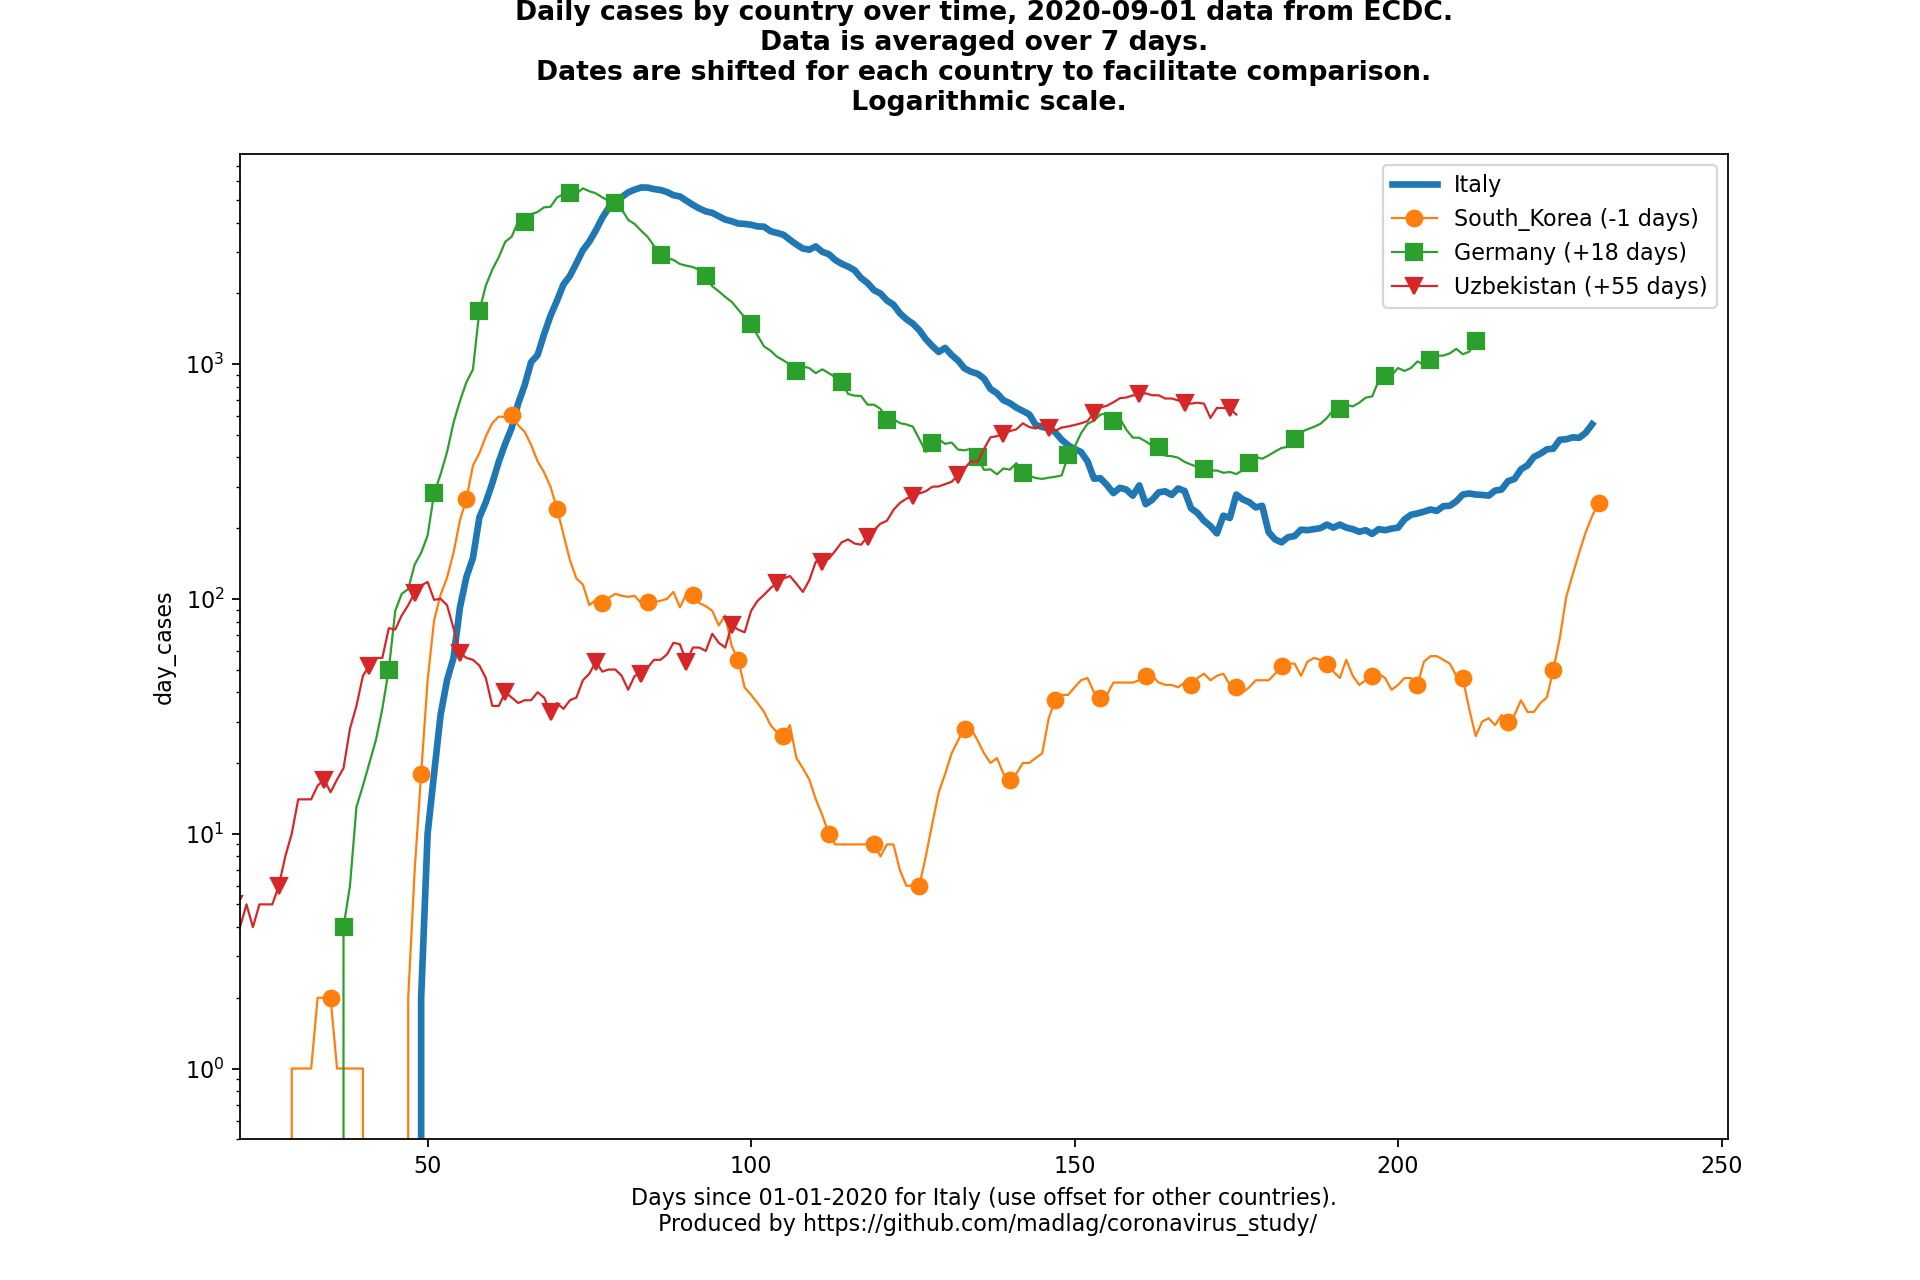 Daily cases by country over time, 2020-09-01 data from ECDC.
Data is averaged over 7 days.
Dates are shifted for each country to facilitate comparison.
Logarithmic scale.
Italy
South_Korea (-1 days)
Germany (+18 days)
Uzbekistan (+55 days)
day_cases
10³
10²
10¹
10⁰
50
100
150
200
250
Days since 01-01-2020 for Italy (use offset for other countries).
Produced by https://github.com/madlag/coronavirus_study/